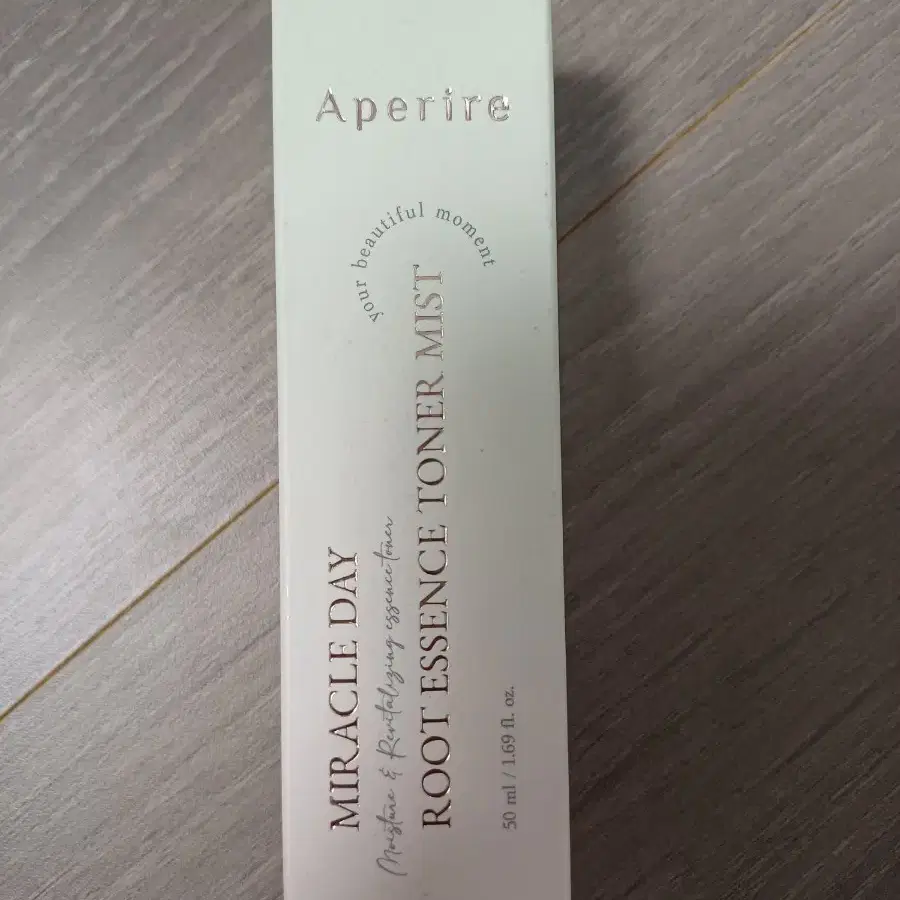 Aperire
your beautiful moment
MIRACLE DAY
Moisture & Revitalizing essence toner
ROOT ESSENCE TONER MIST
50 ml / 1.69 fl. oz.